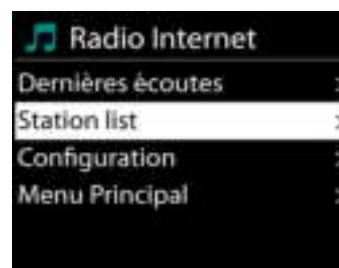 Radio Internet
Dernières écoutes
Station list
Configuration
Menu Principal